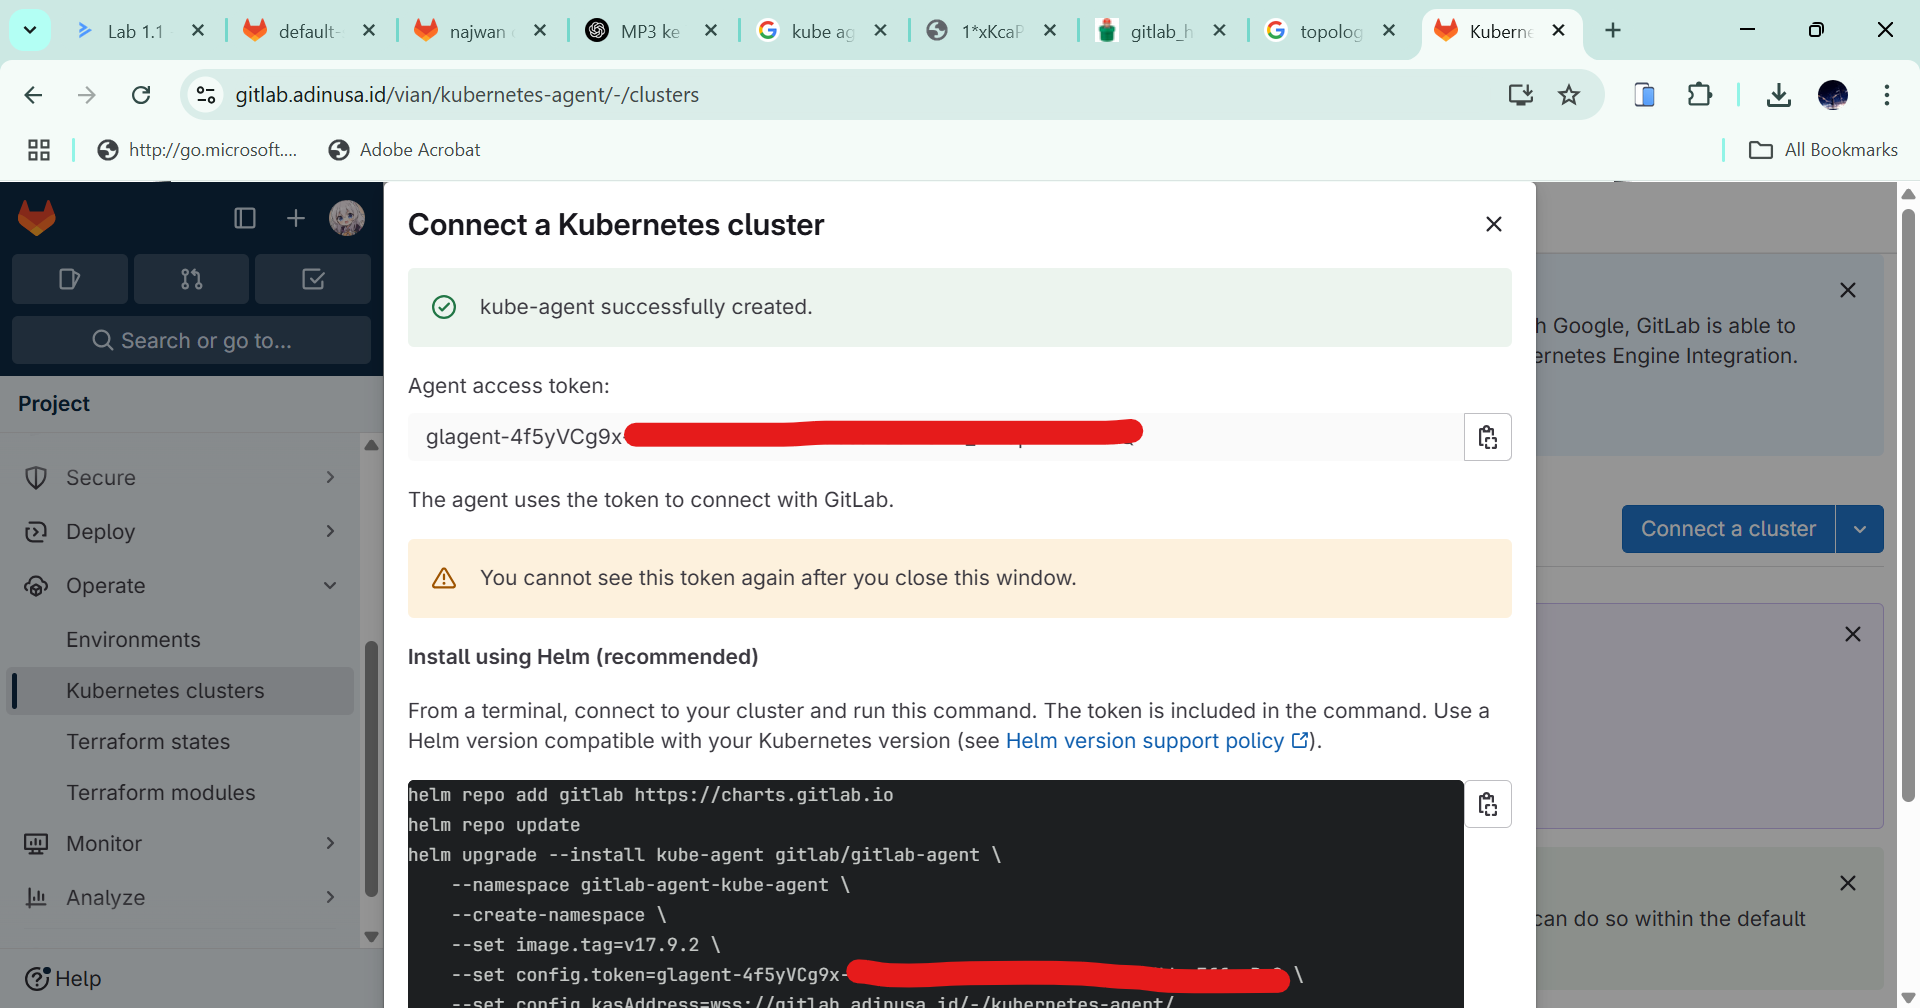 Lab 1.1
default-
najwan
MP3 ke
kube ag
1*xKcaP
gitlab_h
topolog
Kuberne
gitlab.adinusa.id/vian/kubernetes-agent/-/clusters
http://go.microsoft....
Adobe Acrobat
All Bookmarks
Search or go to...
Project
Secure
Deploy
Operate
Environments
Kubernetes clusters
Terraform states
Terraform modules
Monitor
Analyze
Help
Connect a Kubernetes cluster
kube-agent successfully created.
Agent access token:
glagent-4f5yVCg9x-
The agent uses the token to connect with GitLab.
You cannot see this token again after you close this window.
Install using Helm (recommended)
From a terminal, connect to your cluster and run this command. The token is included in the command. Use a
Helm version compatible with your Kubernetes version (see Helm version support policy).
helm repo add gitlab https://charts.gitlab.io
helm repo update
helm upgrade --install kube-agent gitlab/gitlab-agent \
--namespace gitlab-agent-kube-agent \
--create-namespace \
--set image.tag=v17.9.2 \
--set config.token=glagent-4f5yVCg9x- \
--set config.kasAddress=wss://gitlab.adinusa.id/-/kubernetes-agent/
h Google, GitLab is able to
ernetes Engine Integration.
Connect a cluster
can do so within the default